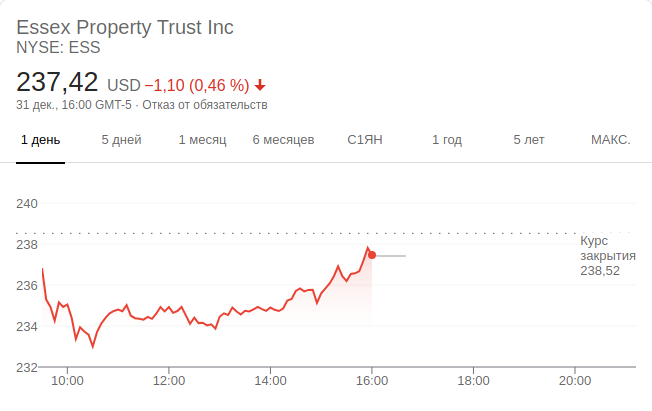 Essex Property Trust Inc
NYSE: ESS
237,42 USD −1,10 (0,46 %)
31 дек., 16:00 GMT-5 · Отказ от обязательств
1 день 5 дней 1 месяц 6 месяцев С1ЯН 1 год 5 лет МАКС.
240
238
236
234
232
Курс
закрытия
238,52
10:00 12:00 14:00 16:00 18:00 20:00